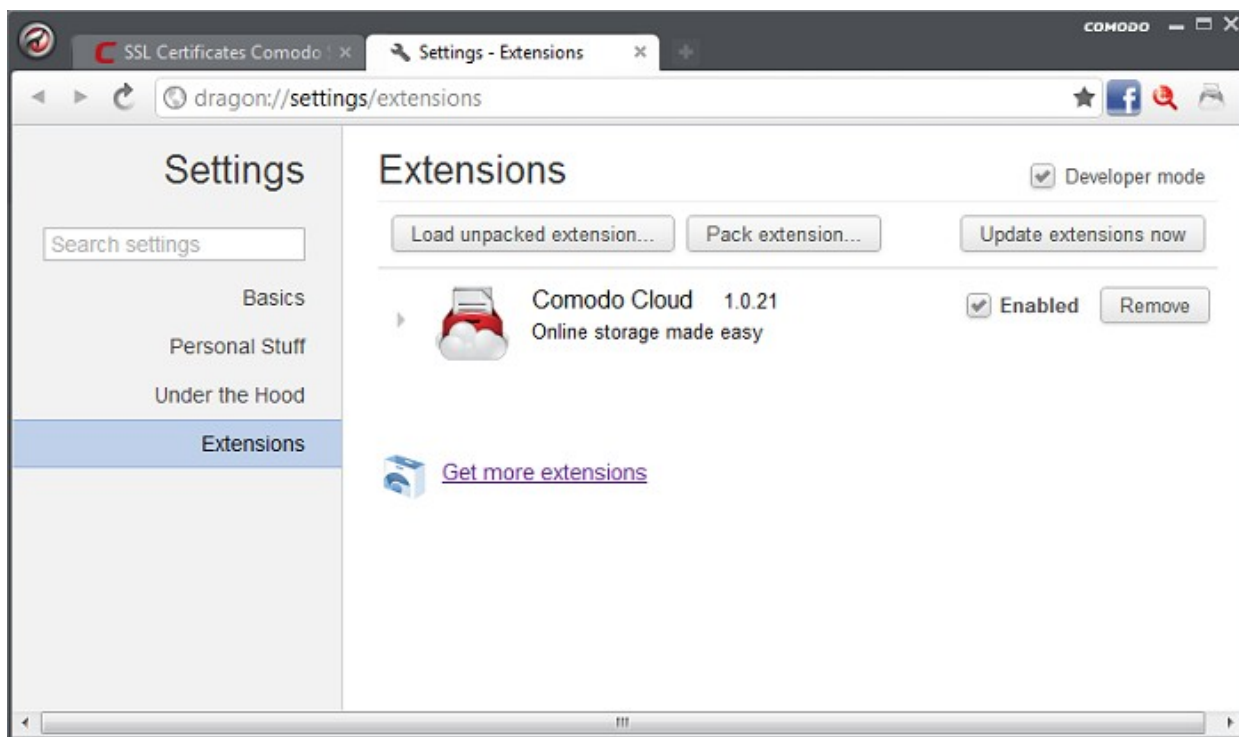 COMODO
SSL Certificates Comodo
Settings - Extensions
dragon://settings/extensions
Settings
Search settings
Basics
Personal Stuff
Under the Hood
Extensions
Extensions
Developer mode
Load unpacked extension... Pack extension... Update extensions now
Comodo Cloud 1.0.21
Enabled Remove
Online storage made easy
Get more extensions